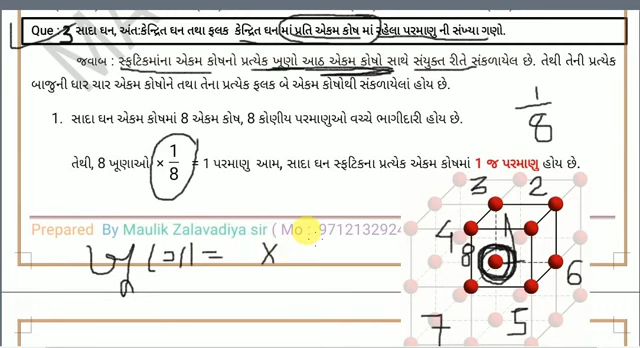 Que : 3 સાદા ઘન, અંત:કેન્દ્રિત ઘન તથા ફલક કેન્દ્રિત ઘનમાં પ્રતિ એકમ કોષ માં રહેલા પરમાણુ ની સંખ્યા ગણો.
જવાબ : સ્ફટિકમાંના એકમ કોષનો પ્રત્યેક ખૂણો આઠ એકમ કોષો સાથે સંયુક્ત રીતે સંકળાયેલ છે. તેથી તેની પ્રત્યેક
બાજુની ધાર ચાર એકમ કોષોને તથા તેના પ્રત્યેક ફલક બે એકમ કોષોથી સંકળાયેલાં હોય છે.
1/8
1. સાદા ઘન એકમ કોષમાં 8 એકમ કોષ, 8 કોણીય પરમાણુઓ વચ્ચે ભાગીદારી હોય છે.
તેથી, 8 ખૂણાઓ × 1/8 = 1 પરમાણુ આમ, સાદા ઘન સ્ફટિકના પ્રત્યેક એકમ કોષમાં 1 જ પરમાણુ હોય છે.
3 2
Prepared By Maulik Zalavadiya sir ( Mo : 9712132924
4 1
= X
8 6
7 5